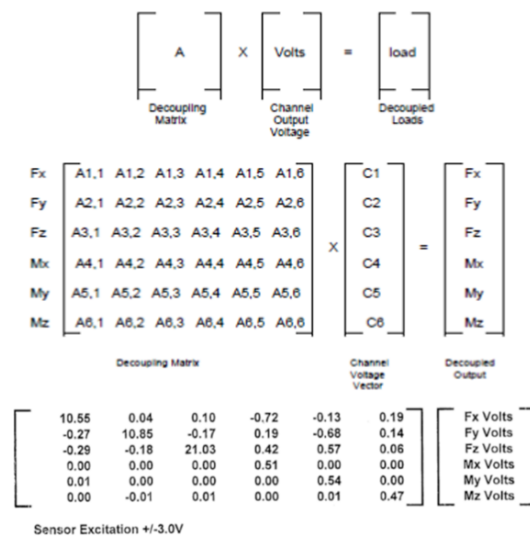 A X Volts = load
Decoupling Matrix
Channel Output Voltage
Decoupled Loads
Fx A1,1 A1,2 A1,3 A1,4 A1,5 A1,6 C1 Fx
Fy A2,1 A2,2 A2,3 A2,4 A2,5 A2,6 C2 Fy
Fz A3,1 A3,2 A3,3 A3,4 A3,5 A3,6 X C3 = Fz
Mx A4,1 A4,2 A4,3 A4,4 A4,5 A4,6 C4 Mx
My A5,1 A5,2 A5,3 A5,4 A5,5 A5,6 C5 My
Mz A6,1 A6,2 A6,3 A6,4 A6,5 A6,6 C6 Mz
Decoupling Matrix
Channel Voltage Vector
Decoupled Output
10.55 0.04 0.10 -0.72 -0.13 0.19 Fx Volts
-0.27 10.85 -0.17 0.19 -0.68 0.14 Fy Volts
-0.29 -0.18 21.03 0.42 0.57 0.06 Fz Volts
0.00 0.00 0.00 0.51 0.00 0.00 Mx Volts
0.01 0.00 0.00 0.00 0.54 0.00 My Volts
0.00 -0.01 0.01 0.00 0.01 0.47 Mz Volts
Sensor Excitation +/-3.0V